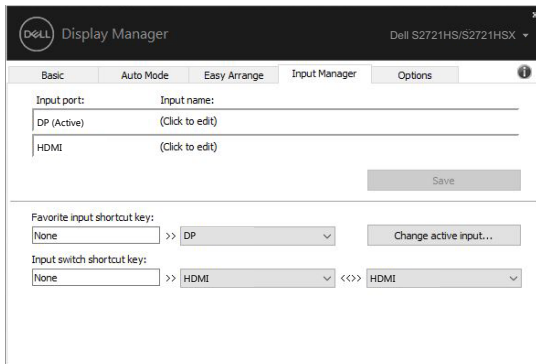 DELL Display Manager
Dell S2721HS/S2721HSX
Basic Auto Mode Easy Arrange Input Manager Options
Input port: Input name:
DP (Active) (Click to edit)
HDMI (Click to edit)
Save
Favorite input shortcut key:
None >> DP Change active input...
Input switch shortcut key:
None >> HDMI <<>> HDMI